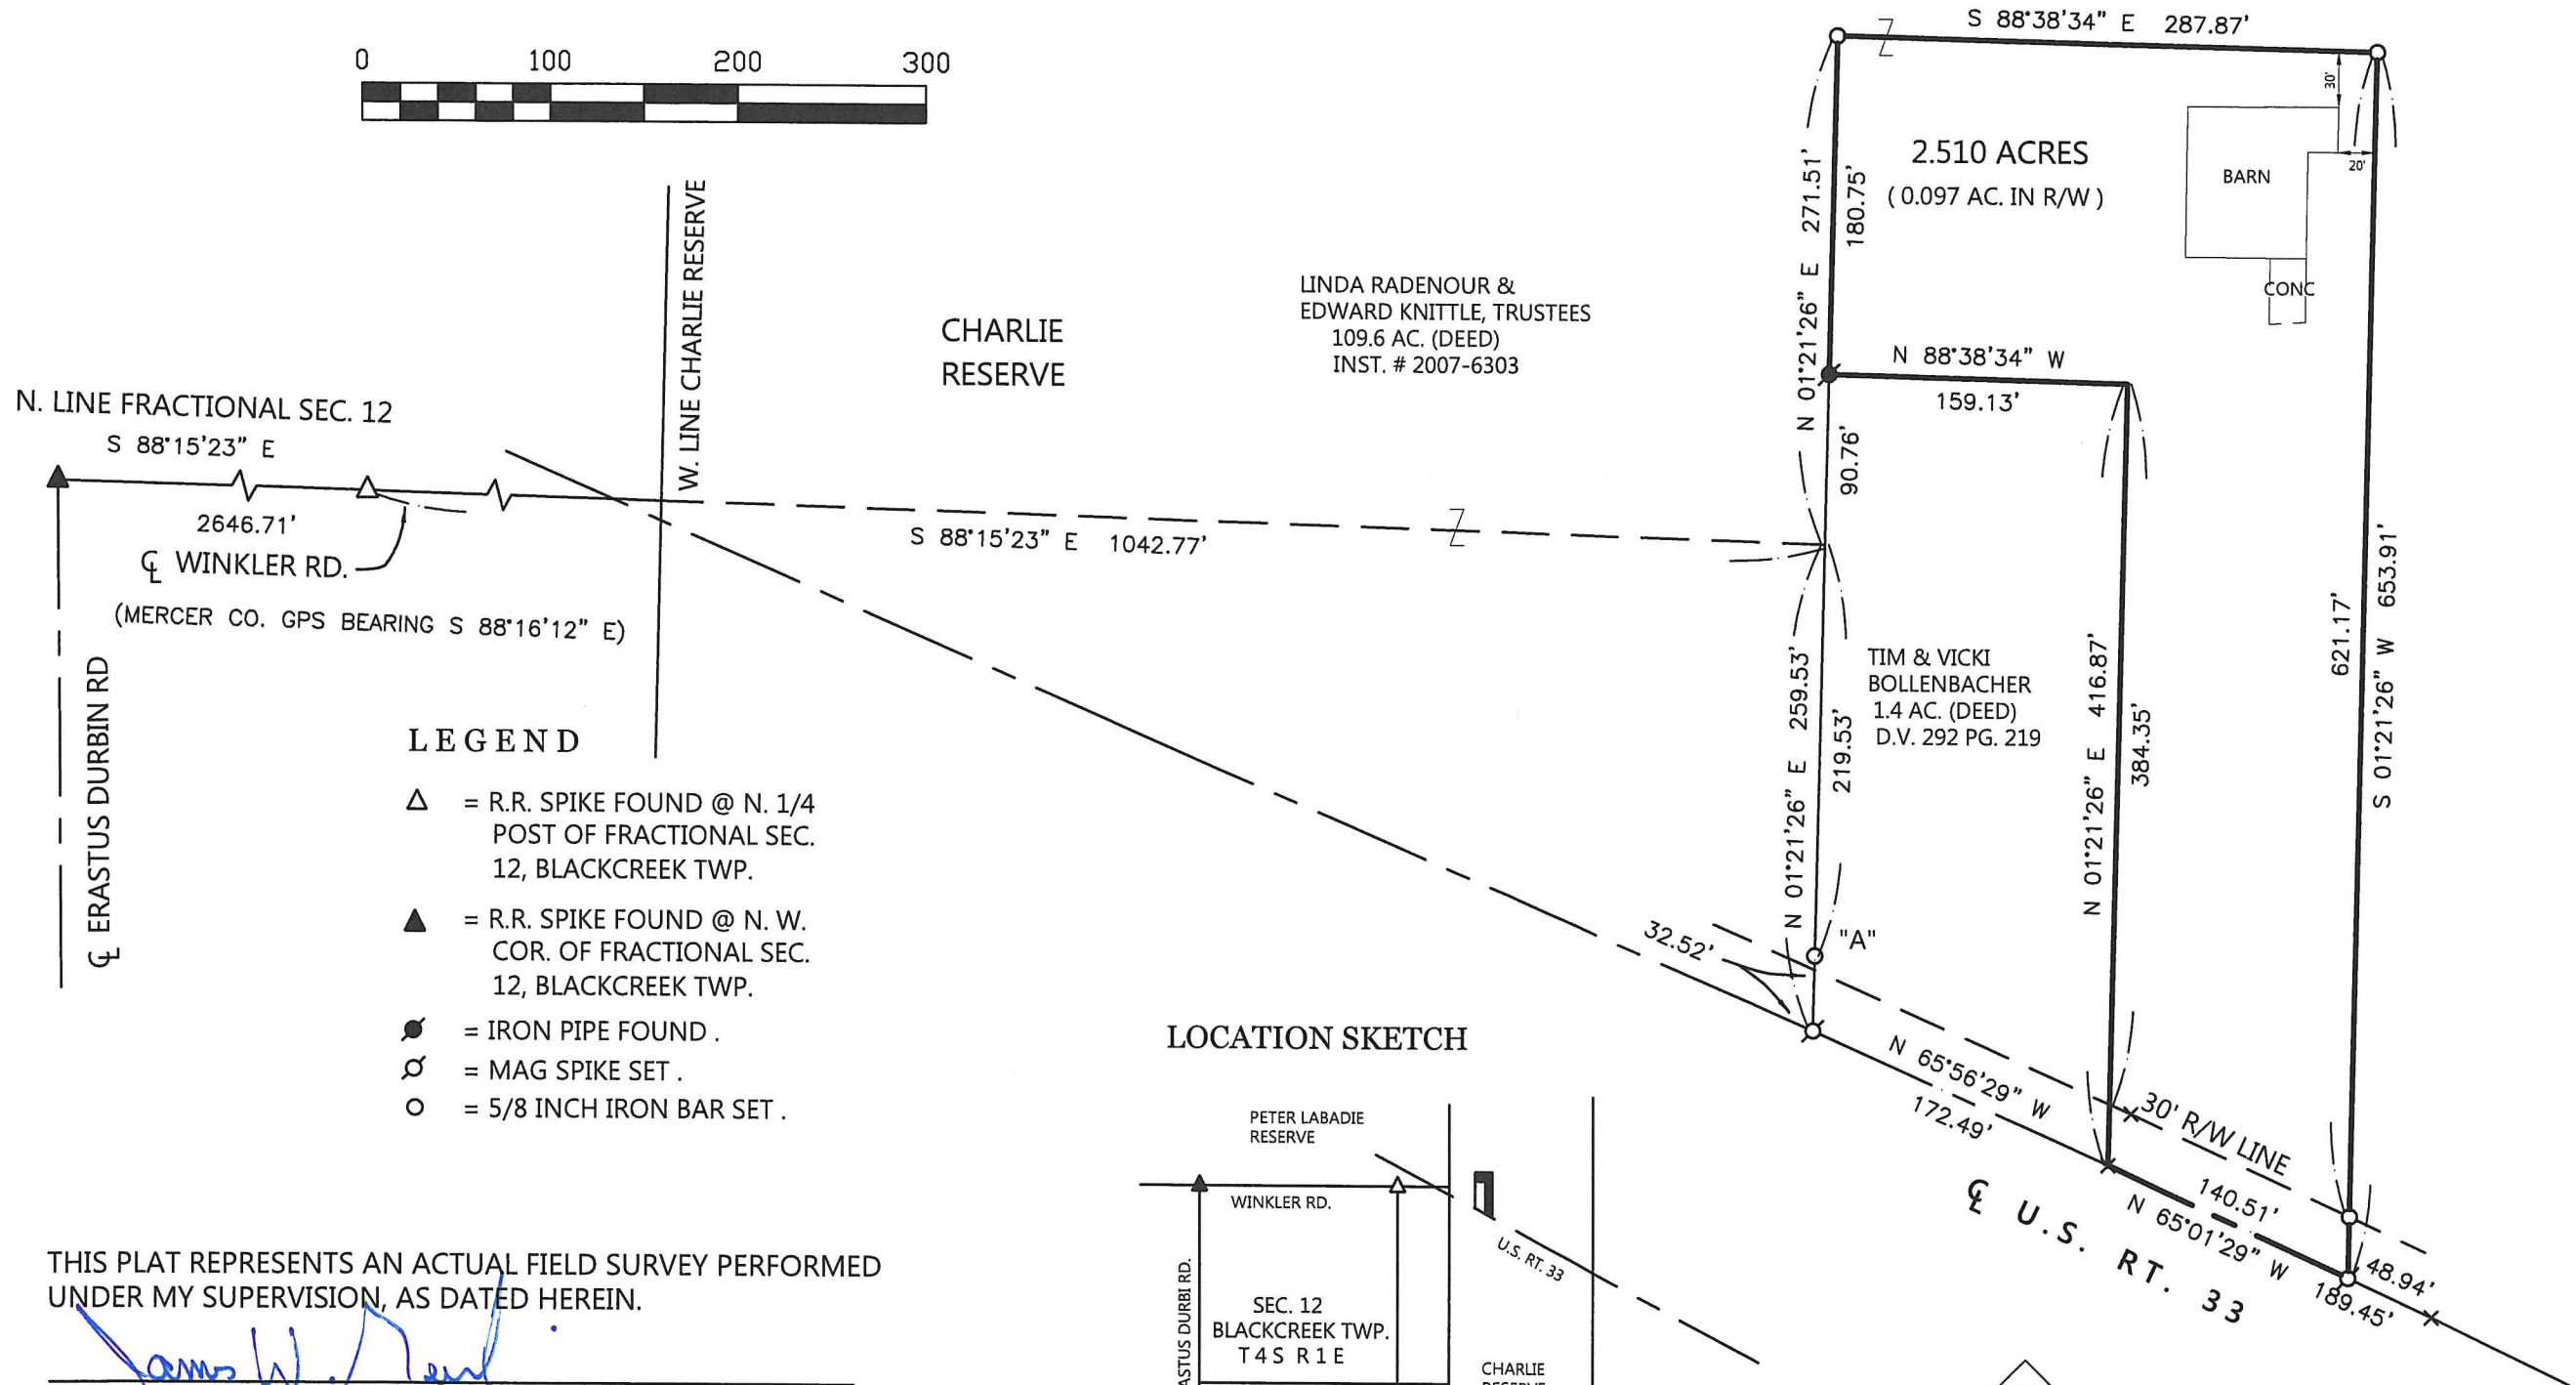 0 100 200 300
S 88°38'34" E 287.87'
30'
2.510 ACRES
( 0.097 AC. IN R/W )
BARN
20'
CONC
N 01°21'26" E 271.51'
180.75'
W. LINE CHARLIE RESERVE
CHARLIE
RESERVE
LINDA RADENOUR &
EDWARD KNITTLE, TRUSTEES
109.6 AC. (DEED)
INST. # 2007-6303
N 88°38'34" W
159.13'
90.76'
N. LINE FRACTIONAL SEC. 12
S 88°15'23" E
2646.71'
℄ WINKLER RD.
(MERCER CO. GPS BEARING S 88°16'12" E)
S 88°15'23" E 1042.77'
℄ ERASTUS DURBIN RD
N 01°21'26" E 259.53'
219.53'
TIM & VICKI
BOLLENBACHER
1.4 AC. (DEED)
D.V. 292 PG. 219
N 01°21'26" E 416.87'
384.35'
621.17'
S 01°21'26" W 653.91'
LEGEND
= R.R. SPIKE FOUND @ N. 1/4
POST OF FRACTIONAL SEC.
12, BLACKCREEK TWP.
= R.R. SPIKE FOUND @ N. W.
COR. OF FRACTIONAL SEC.
12, BLACKCREEK TWP.
= IRON PIPE FOUND .
= MAG SPIKE SET .
= 5/8 INCH IRON BAR SET .
"A"
32.52'
N 65°56'29" W
172.49'
30' R/W LINE
140.51'
N 65°01'29" W
48.94'
189.45'
℄ U.S. RT. 33
LOCATION SKETCH
PETER LABADIE
RESERVE
WINKLER RD.
U.S. RT. 33
ASTUS DURBI RD.
SEC. 12
BLACKCREEK TWP.
T 4 S R 1 E
CHARLIE
RESERVE
THIS PLAT REPRESENTS AN ACTUAL FIELD SURVEY PERFORMED
UNDER MY SUPERVISION, AS DATED HEREIN.
James W.